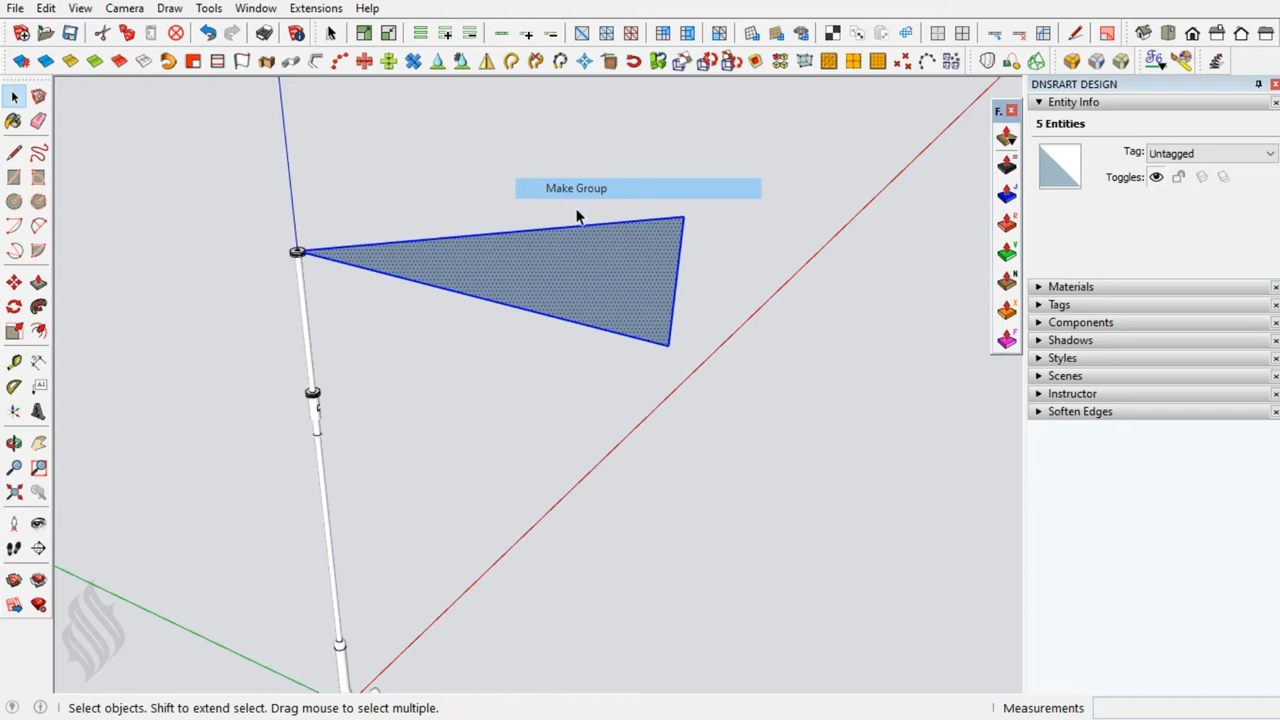 File Edit Camera Draw Tools Window Extensions Help
DNSRART DESIGN
Entity Info
5 Entities
Tag: Untagged
Toggles:
F.
Make Group
Materials
Tags
Components
Shadows
Styles
Scenes
Instructor
Soften Edges
Select objects. Shift to extend select. Drag mouse to select multiple.
Measurements